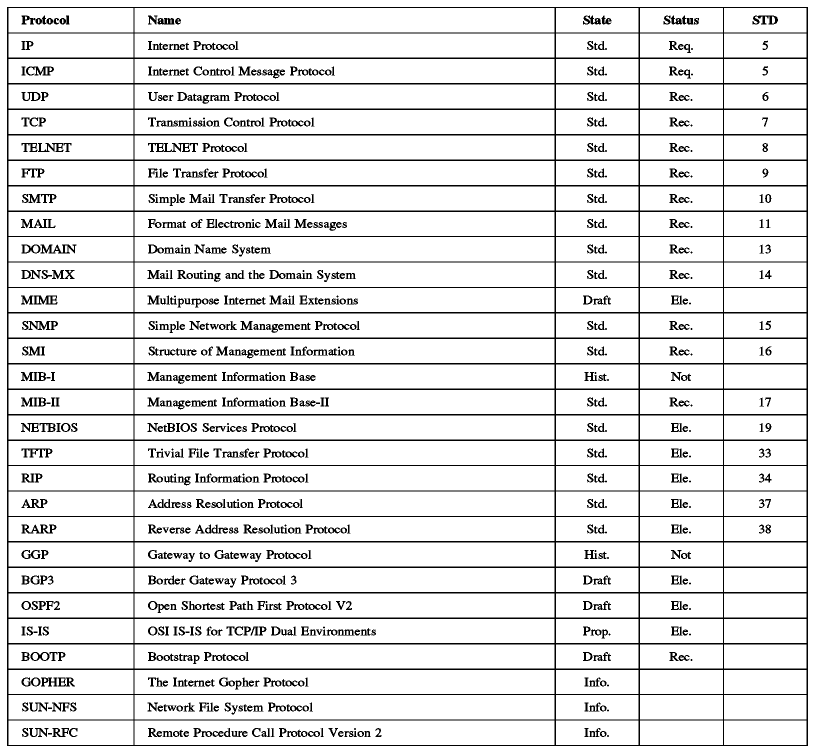 Protocol Name State Status STD
IP Internet Protocol Std. Req. 5
ICMP Internet Control Message Protocol Std. Req. 5
UDP User Datagram Protocol Std. Rec. 6
TCP Transmission Control Protocol Std. Rec. 7
TELNET TELNET Protocol Std. Rec. 8
FTP File Transfer Protocol Std. Rec. 9
SMTP Simple Mail Transfer Protocol Std. Rec. 10
MAIL Format of Electronic Mail Messages Std. Rec. 11
DOMAIN Domain Name System Std. Rec. 13
DNS-MX Mail Routing and the Domain System Std. Rec. 14
MIME Multipurpose Internet Mail Extensions Draft Ele.
SNMP Simple Network Management Protocol Std. Rec. 15
SMI Structure of Management Information Std. Rec. 16
MIB-I Management Information Base Hist. Not
MIB-II Management Information Base-II Std. Rec. 17
NETBIOS NetBIOS Services Protocol Std. Ele. 19
TFTP Trivial File Transfer Protocol Std. Ele. 33
RIP Routing Information Protocol Std. Ele. 34
ARP Address Resolution Protocol Std. Ele. 37
RARP Reverse Address Resolution Protocol Std. Ele. 38
GGP Gateway to Gateway Protocol Hist. Not
BGP3 Border Gateway Protocol 3 Draft Ele.
OSPF2 Open Shortest Path First Protocol V2 Draft Ele.
IS-IS OSI IS-IS for TCP/IP Dual Environments Prop. Ele.
BOOTP Bootstrap Protocol Draft Rec.
GOPHER The Internet Gopher Protocol Info.
SUN-NFS Network File System Protocol Info.
SUN-RFC Remote Procedure Call Protocol Version 2 Info.